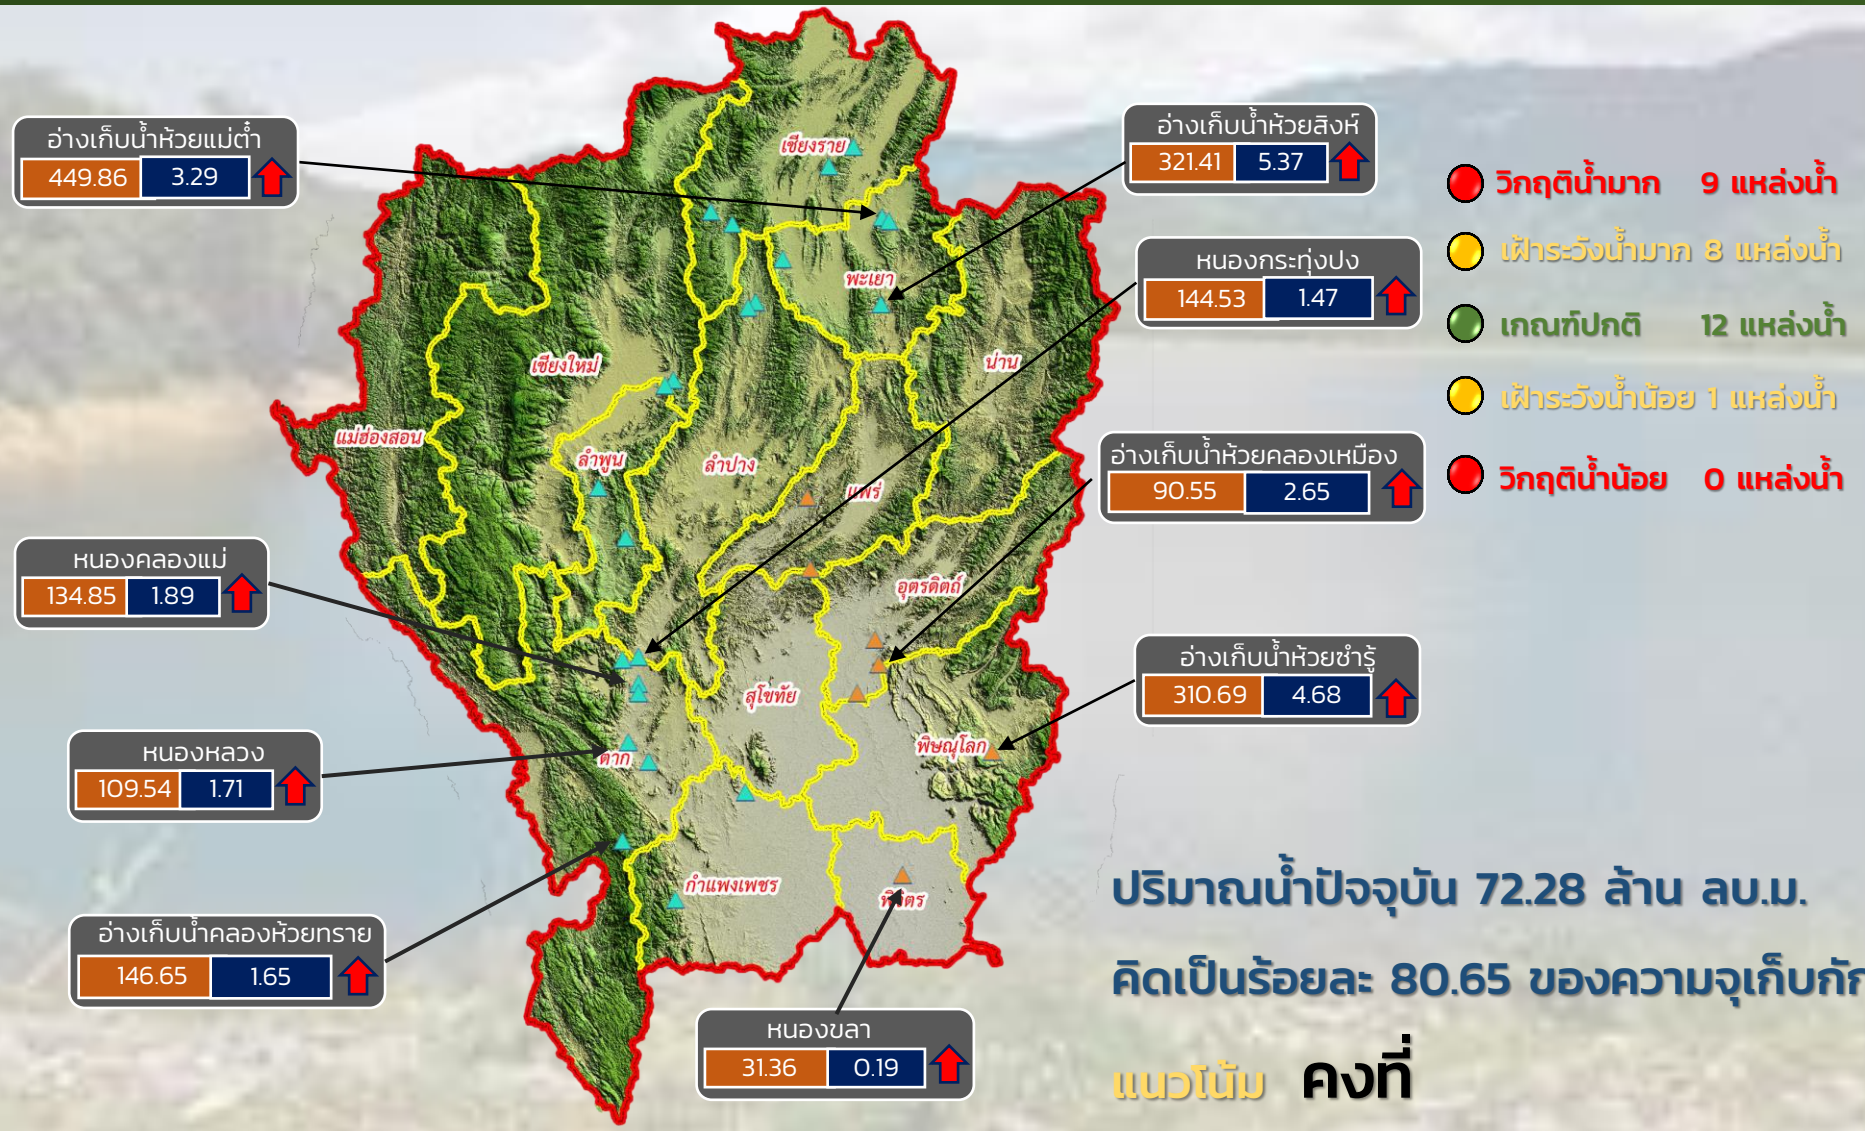 อ่างเก็บน้ำห้วยแม่ต๋ำ
449.86 3.29
อ่างเก็บน้ำห้วยสิงห์
321.41 5.37
หนองกระทุ่งปง
144.53 1.47
อ่างเก็บน้ำห้วยคลองเหมือง
90.55 2.65
อ่างเก็บน้ำห้วยซำรู้
310.69 4.68
หนองคลองแม่
134.85 1.89
หนองหลวง
109.54 1.71
อ่างเก็บน้ำคลองห้วยทราย
146.65 1.65
หนองขลา
31.36 0.19
เชียงราย
พะเยา
น่าน
เชียงใหม่
แม่ฮ่องสอน
ลำพูน
ลำปาง
แพร่
อุตรดิตถ์
สุโขทัย
ตาก
พิษณุโลก
กำแพงเพชร
วิกฤติน้ำมาก 9 แหล่งน้ำ
เฝ้าระวังน้ำมาก 8 แหล่งน้ำ
เกณฑ์ปกติ 12 แหล่งน้ำ
เฝ้าระวังน้ำน้อย 1 แหล่งน้ำ
วิกฤติน้ำน้อย 0 แหล่งน้ำ
ปริมาณน้ำปัจจุบัน 72.28 ล้าน ลบ.ม.
คิดเป็นร้อยละ 80.65 ของความจุเก็บกัก
แนวโน้ม คงที่